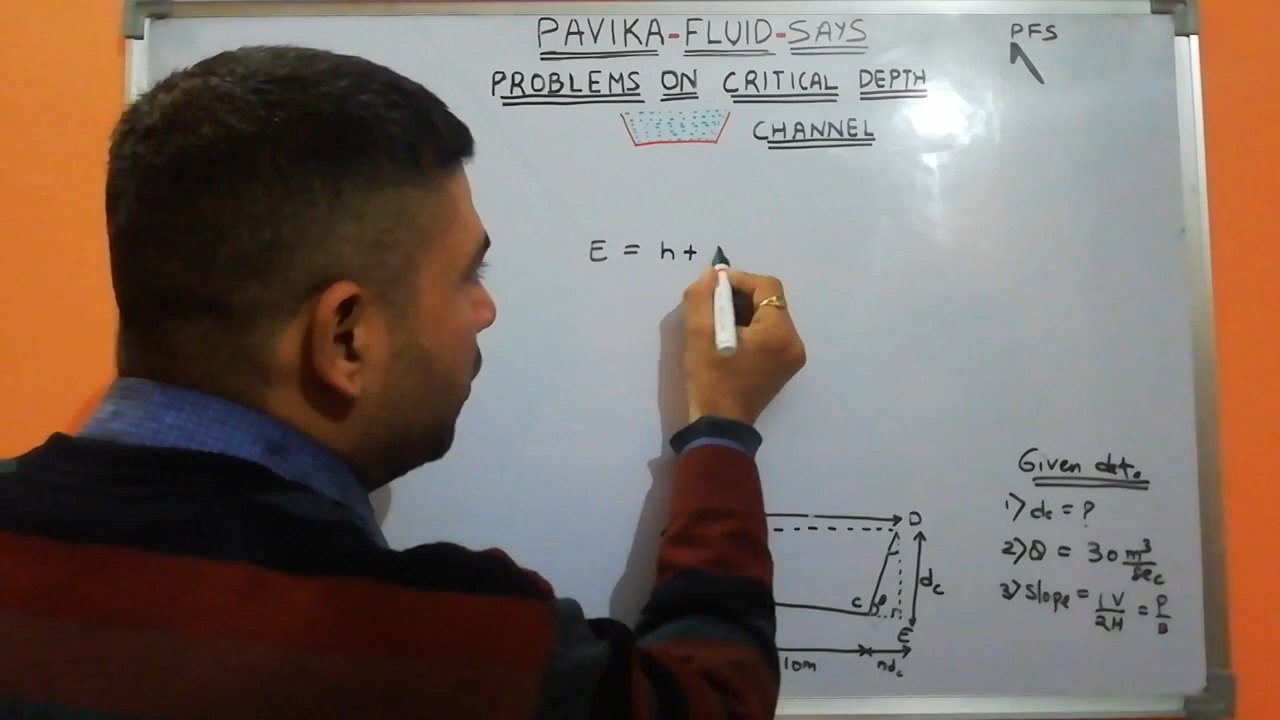 PAVIKA-FLUID-SAYS
PFS
PROBLEMS ON CRITICAL DEPTH
CHANNEL
E = h +
Given det.
1) dc = ?
2) Q = 30 m³/sec
3) Slope = 1V/2H = P/B
D
dc
C θ
E
10m ndc